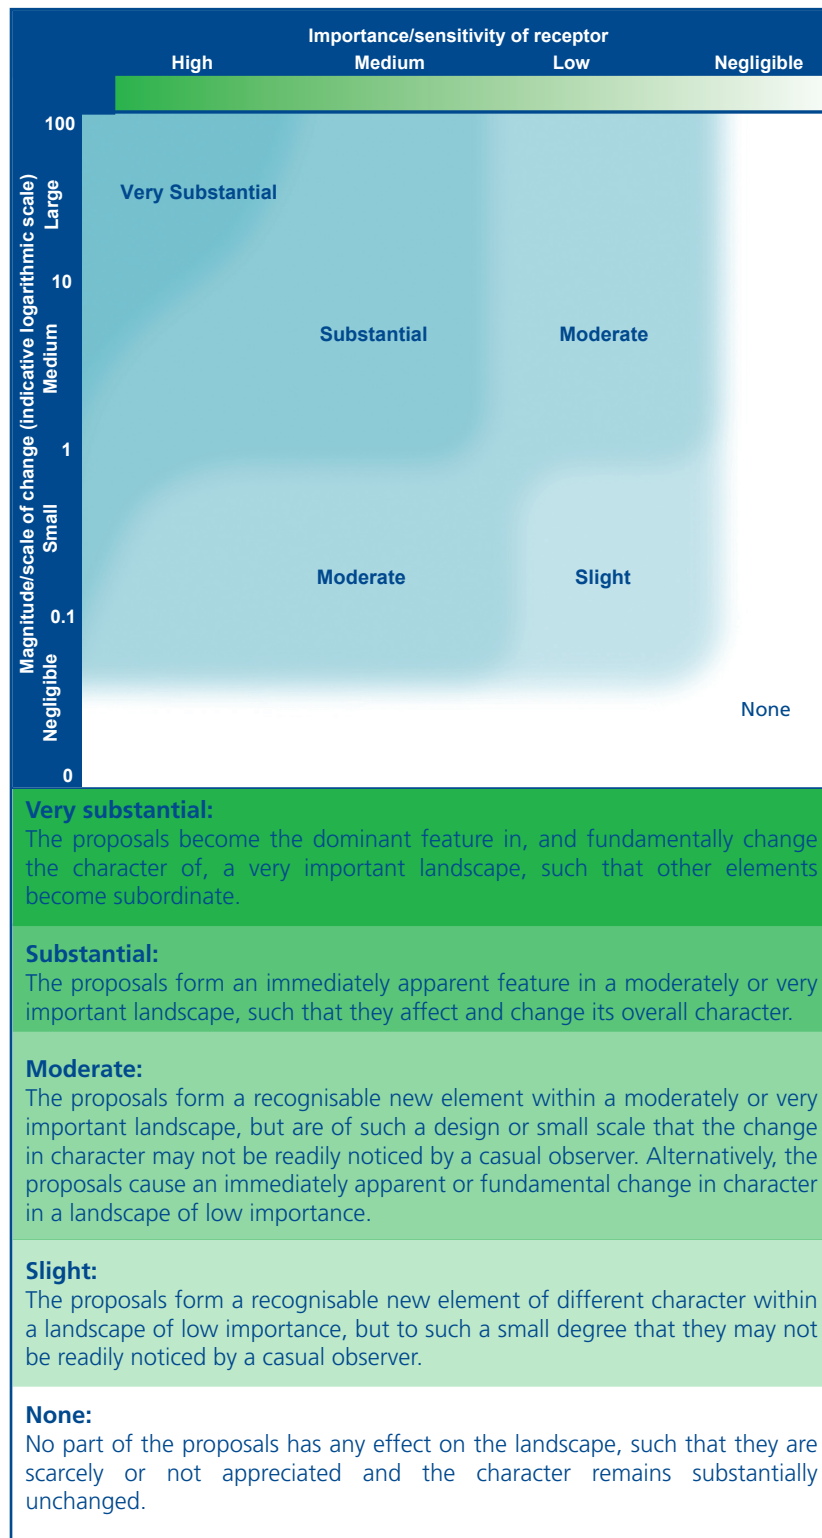 Importance/sensitivity of receptor
High Medium Low Negligible
Magnitude/scale of change (indicative logarithmic scale)
100
Large
10
Medium
1
Small
0.1
Negligible
0
Very Substantial
Substantial
Moderate
Moderate
Slight
None
Very substantial:
The proposals become the dominant feature in, and fundamentally change
the character of, a very important landscape, such that other elements
become subordinate.
Substantial:
The proposals form an immediately apparent feature in a moderately or very
important landscape, such that they affect and change its overall character.
Moderate:
The proposals form a recognisable new element within a moderately or very
important landscape, but are of such a design or small scale that the change
in character may not be readily noticed by a casual observer. Alternatively, the
proposals cause an immediately apparent or fundamental change in character
in a landscape of low importance.
Slight:
The proposals form a recognisable new element of different character within
a landscape of low importance, but to such a small degree that they may not
be readily noticed by a casual observer.
None:
No part of the proposals has any effect on the landscape, such that they are
scarcely or not appreciated and the character remains substantially
unchanged.